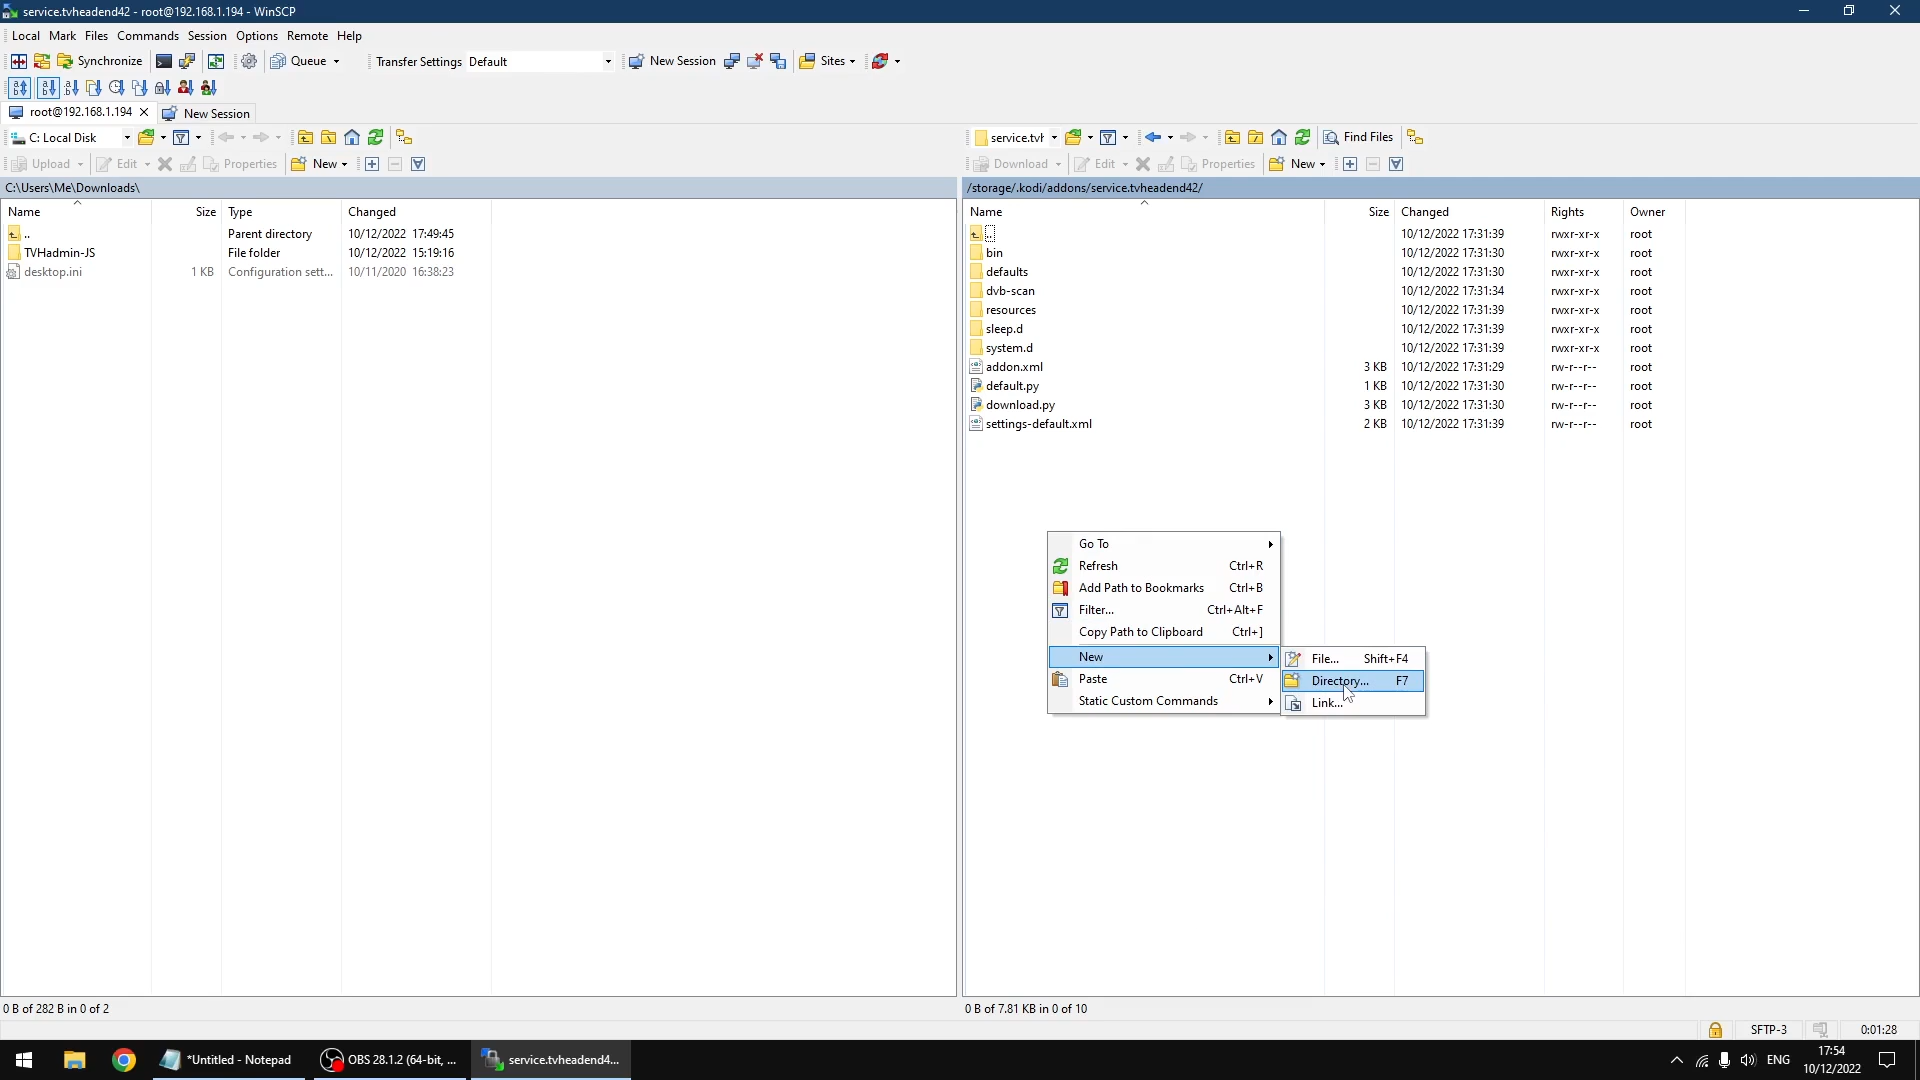 service.tvheadend42 - root@192.168.1.194 - WinSCP
Local Mark Files Commands Session Options Remote Help
Synchronize Queue Transfer Settings Default New Session Sites
root@192.168.1.194 New Session
C: Local Disk
service.tvh Find Files
Upload Edit Properties New
Download Edit Properties New
C:\Users\Me\Downloads\
/storage/.kodi/addons/service.tvheadend42/
Name Size Type Changed
.. Parent directory 10/12/2022 17:49:45
TVHadmin-JS File folder 10/12/2022 15:19:16
desktop.ini 1 KB Configuration sett... 10/11/2020 16:38:23
Name Size Changed Rights Owner
.. 10/12/2022 17:31:39 rwxr-xr-x root
bin 10/12/2022 17:31:30 rwxr-xr-x root
defaults 10/12/2022 17:31:30 rwxr-xr-x root
dvb-scan 10/12/2022 17:31:34 rwxr-xr-x root
resources 10/12/2022 17:31:39 rwxr-xr-x root
sleep.d 10/12/2022 17:31:39 rwxr-xr-x root
system.d 10/12/2022 17:31:39 rwxr-xr-x root
addon.xml 3 KB 10/12/2022 17:31:29 rw-r--r-- root
default.py 1 KB 10/12/2022 17:31:30 rw-r--r-- root
download.py 3 KB 10/12/2022 17:31:30 rw-r--r-- root
settings-default.xml 2 KB 10/12/2022 17:31:39 rw-r--r-- root
Go To
Refresh Ctrl+R
Add Path to Bookmarks Ctrl+B
Filter... Ctrl+Alt+F
Copy Path to Clipboard Ctrl+]
New
Paste Ctrl+V
Static Custom Commands
File... Shift+F4
Directory... F7
Link...
0 B of 282 B in 0 of 2
0 B of 7.81 KB in 0 of 10
SFTP-3 0:01:28
*Untitled - Notepad OBS 28.1.2 (64-bit, ... service.tvheadend4... ENG
17:54
10/12/2022